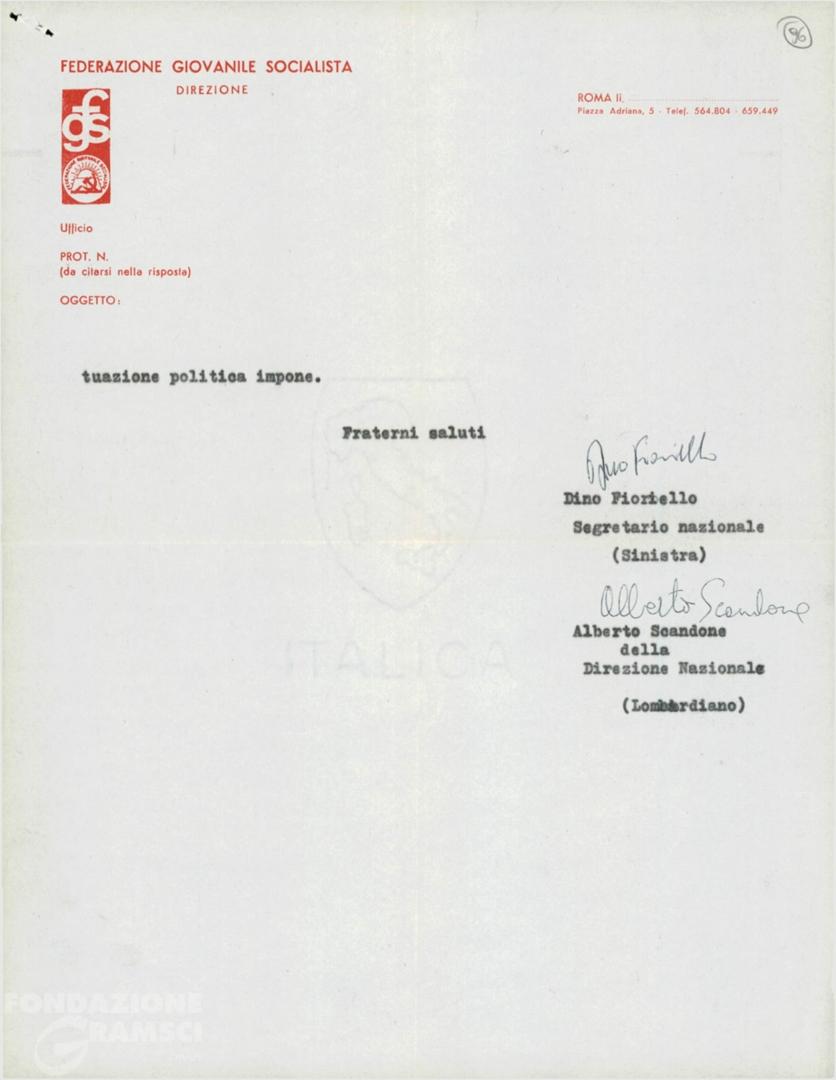 96
FEDERAZIONE GIOVANILE SOCIALISTA
DIREZIONE
fgs
ROMA li,
Piazza Adriana, 5 - Telef. 564.804 - 659.449
Ufficio
PROT. N.
(da citarsi nella risposta)
OGGETTO:
tuazione politica impone.
Fraterni saluti
Dino Fioriello
Dino Fioriello
Segretario nazionale
(Sinistra)
Alberto Scandone
Alberto Scandone
della
Direzione Nazionale
(Lombardiano)
ITALICA
FONDAZIONE
GRAMSCI